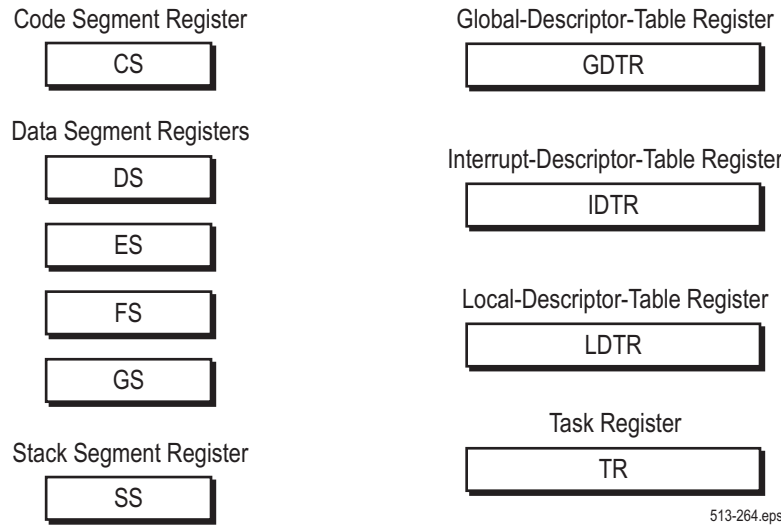 Code Segment Register
CS
Data Segment Registers
DS
ES
FS
GS
Stack Segment Register
SS
Global-Descriptor-Table Register
GDTR
Interrupt-Descriptor-Table Register
IDTR
Local-Descriptor-Table Register
LDTR
Task Register
TR
513-264.eps